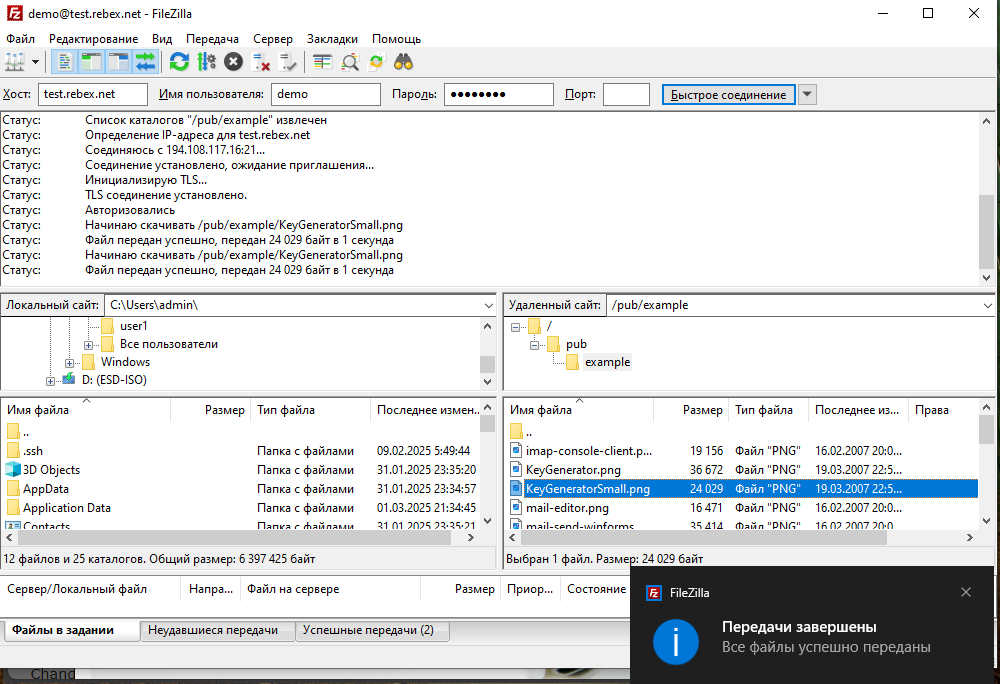 demo@test.rebex.net - FileZilla
Файл Редактирование Вид Передача Сервер Закладки Помощь
Хост: test.rebex.net Имя пользователя: demo Пароль: ●●●●●●●● Порт: Быстрое соединение
Статус: Список каталогов "/pub/example" извлечен
Статус: Определение IP-адреса для test.rebex.net
Статус: Соединяюсь с 194.108.117.16:21...
Статус: Соединение установлено, ожидание приглашения...
Статус: Инициализирую TLS...
Статус: TLS соединение установлено.
Статус: Авторизовались
Статус: Начинаю скачивать /pub/example/KeyGeneratorSmall.png
Статус: Файл передан успешно, передан 24 029 байт в 1 секунда
Статус: Начинаю скачивать /pub/example/KeyGeneratorSmall.png
Статус: Файл передан успешно, передан 24 029 байт в 1 секунда
Локальный сайт: C:\Users\admin\
user1
Все пользователи
Windows
D: (ESD-ISO)
Имя файла Размер Тип файла Последнее измен...
..
.ssh Папка с файлами 09.02.2025 5:49:44
3D Objects Папка с файлами 31.01.2025 23:35:20
AppData Папка с файлами 31.01.2025 23:34:57
Application Data Папка с файлами 01.03.2025 21:34:45
Contacts Папка с файлами 31.01.2025 23:35:21
12 файлов и 25 каталогов. Общий размер: 6 397 425 байт
Удаленный сайт: /pub/example
/
pub
example
Имя файла Размер Тип файла Последнее из... Права
..
imap-console-client.p... 19 156 Файл "PNG" 16.02.2007 20:0...
KeyGenerator.png 36 672 Файл "PNG" 19.03.2007 22:5...
KeyGeneratorSmall.png 24 029 Файл "PNG" 19.03.2007 22:5...
mail-editor.png 16 471 Файл "PNG" 16.02.2007 20:0...
mail-send-winforms 35 414 Файл "PNG" 16.02.2007 20:0...
Выбран 1 файл. Размер: 24 029 байт
Сервер/Локальный файл Напра... Файл на сервере Размер Приор... Состояние
Файлы в задании Неудавшиеся передачи Успешные передачи (2)
FileZilla
Передачи завершены
Все файлы успешно переданы
Chand